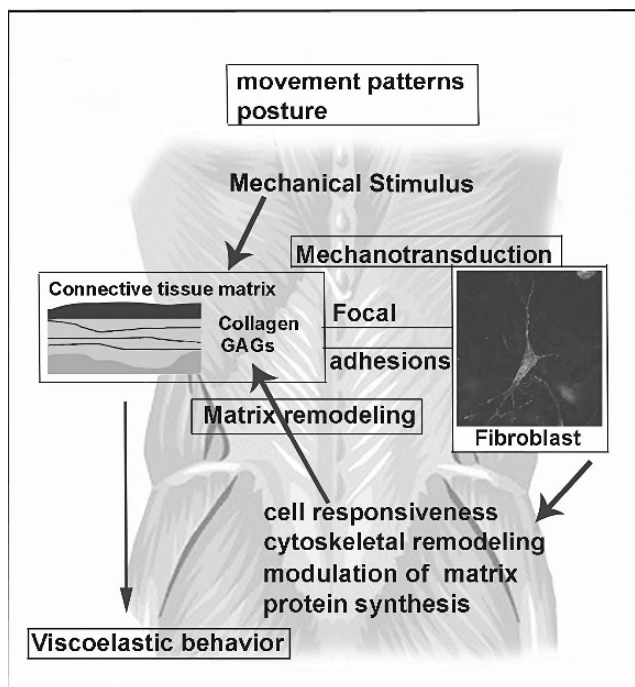 movement patterns
posture
Mechanical Stimulus
Mechanotransduction
Connective tissue matrix
Collagen
GAGs
Focal
adhesions
Matrix remodeling
Fibroblast
cell responsiveness
cytoskeletal remodeling
modulation of matrix
protein synthesis
Viscoelastic behavior